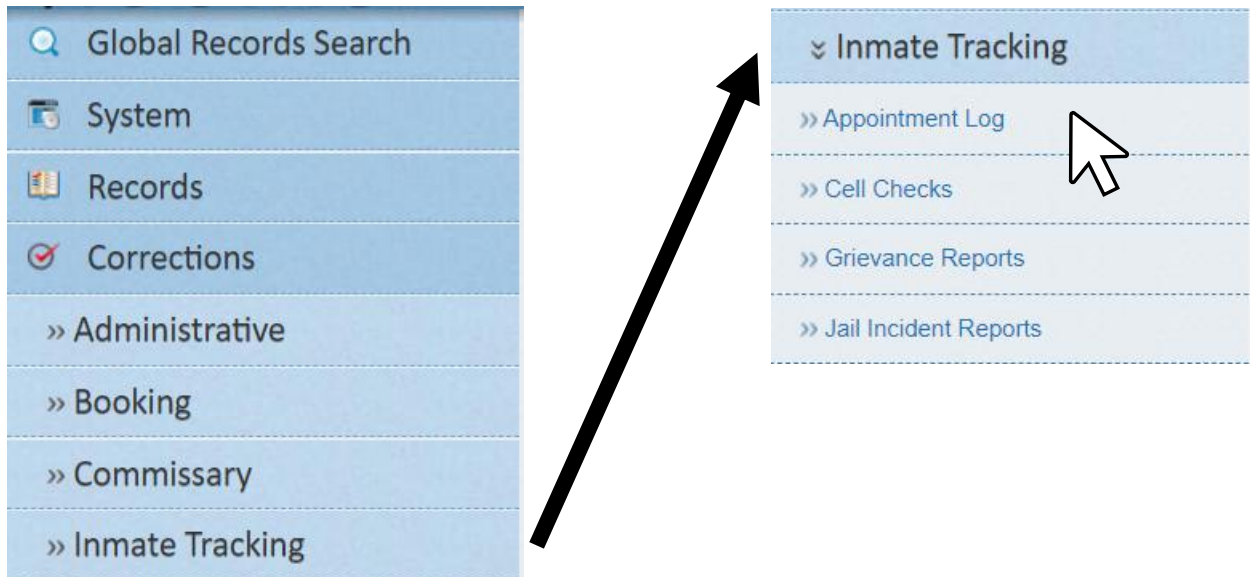 Global Records Search
System
Records
Corrections
» Administrative
» Booking
» Commissary
» Inmate Tracking
Inmate Tracking
» Appointment Log
» Cell Checks
» Grievance Reports
» Jail Incident Reports